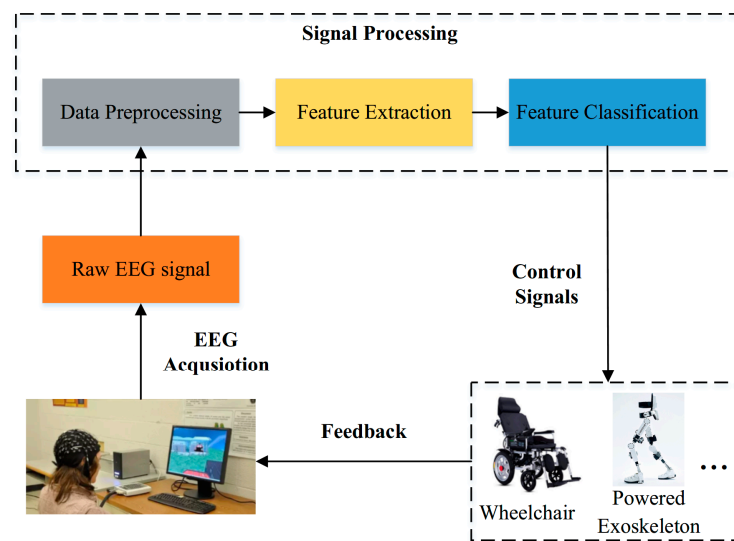 Signal Processing
Data Preprocessing
Feature Extraction
Feature Classification
Raw EEG signal
Control
Signals
EEG
Acqusiotion
Feedback
Wheelchair
Powered
Exoskeleton
...